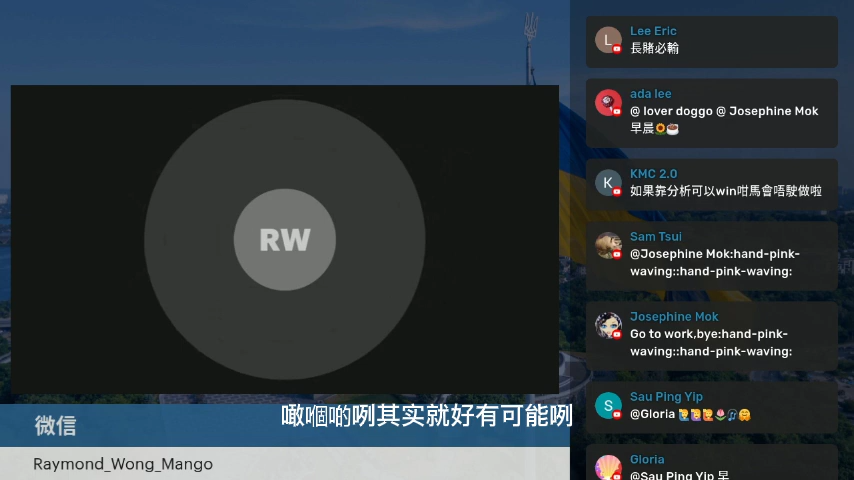 RW
噉嗰啲咧其实就好有可能咧
微信
Raymond_Wong_Mango
L
Lee Eric
長賭必輸
ada lee
@ lover doggo @ Josephine Mok
早晨🌻☕
K
KMC 2.0
如果靠分析可以win咁馬會唔駛做啦
Sam Tsui
@Josephine Mok:hand-pink-
waving::hand-pink-waving:
Josephine Mok
Go to work,bye:hand-pink-
waving::hand-pink-waving:
S
Sau Ping Yip
@Gloria
Gloria
@Sau Ping Yip 早